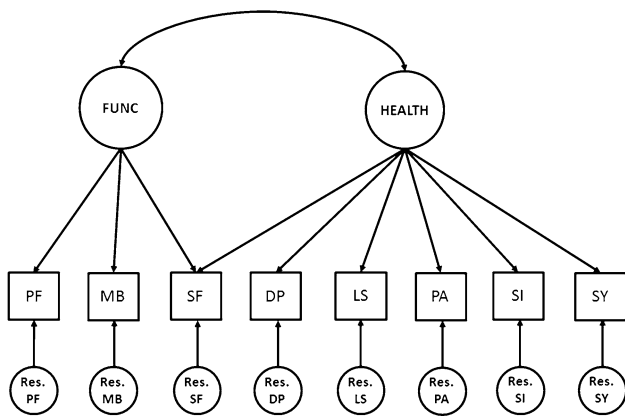 FUNC
HEALTH
PF
MB
SF
DP
LS
PA
SI
SY
Res.
PF
Res.
MB
Res.
SF
Res.
DP
Res.
LS
Res.
PA
Res.
SI
Res.
SY